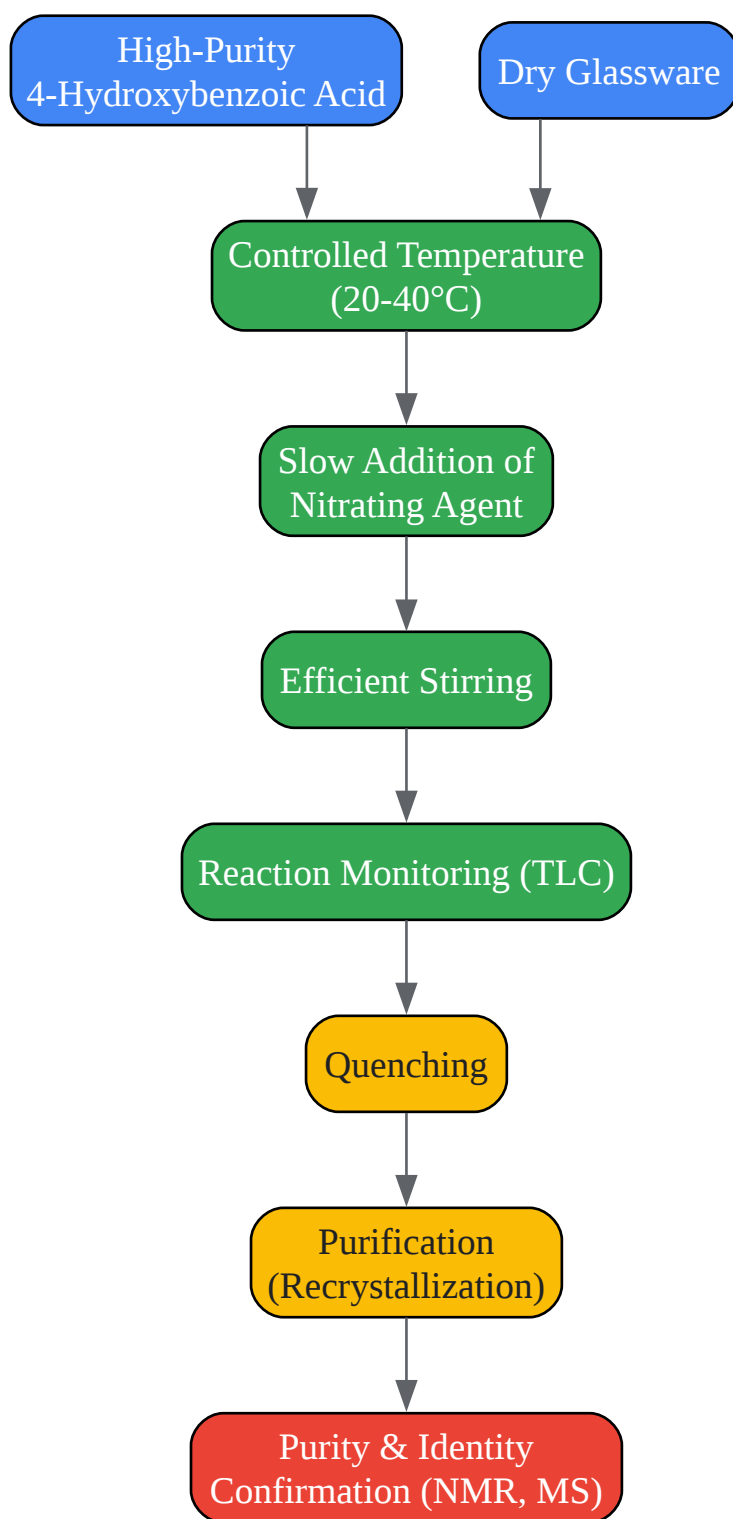 High-Purity
4-Hydroxybenzoic Acid
Dry Glassware
Controlled Temperature
(20-40°C)
Slow Addition of
Nitrating Agent
Efficient Stirring
Reaction Monitoring (TLC)
Quenching
Purification
(Recrystallization)
Purity & Identity
Confirmation (NMR, MS)